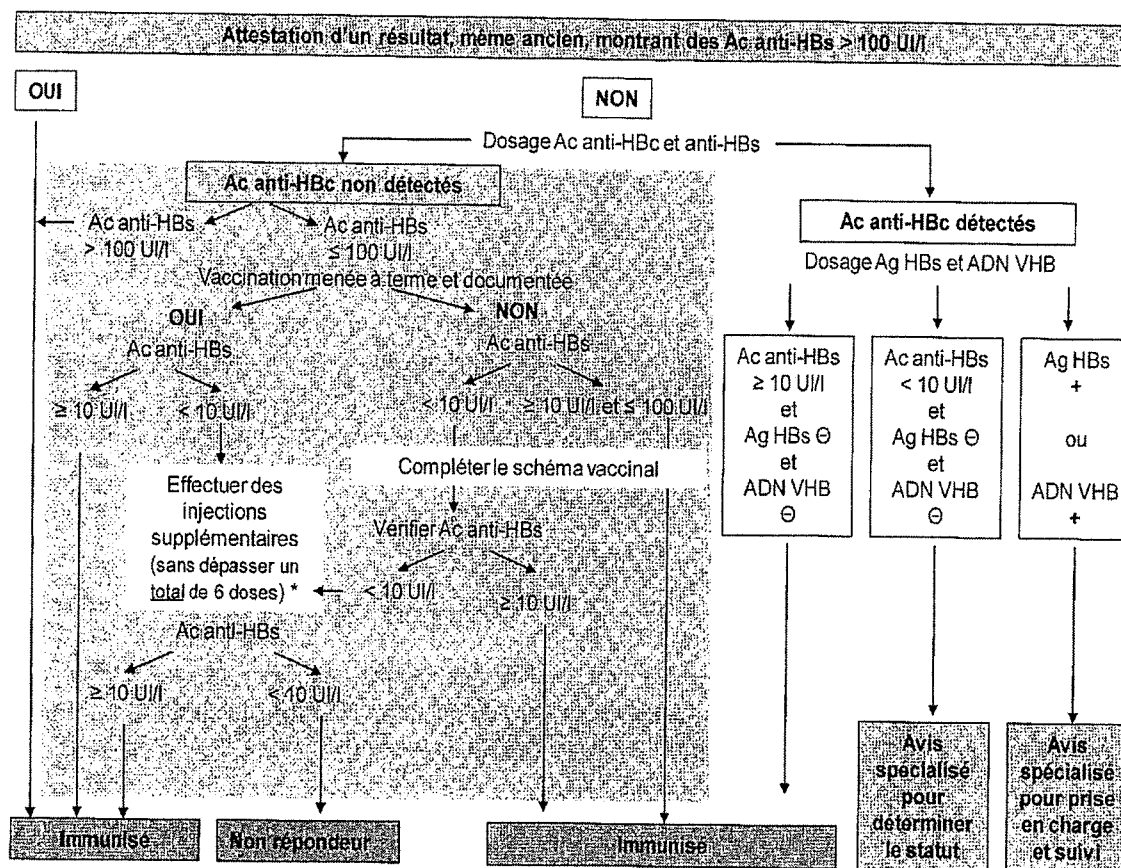 Attestation d'un résultat, même ancien, montrant des Ac anti-HBs > 100 UI/l
OUI
NON
Dosage Ac anti-HBc et anti-HBs
Ac anti-HBc non détectés
Ac anti-HBs
> 100 UI/l
Ac anti-HBs
≤ 100 UI/l
Vaccination menée à terme et documentée
OUI
Ac anti-HBs
≥ 10 UI/l
< 10 UI/l
NON
Ac anti-HBs
< 10 UI/l
≥ 10 UI/l et ≤ 100 UI/l
Effectuer des
injections
supplémentaires
(sans dépasser un
total de 6 doses) *
Compléter le schéma vaccinal
Vérifier Ac anti-HBs
< 10 UI/l
≥ 10 UI/l
Ac anti-HBs
≥ 10 UI/l
< 10 UI/l
Ac anti-HBc détectés
Dosage Ag HBs et ADN VHB
Ac anti-HBs
≥ 10 UI/l
et
Ag HBs Θ
et
ADN VHB
Θ
Ac anti-HBs
< 10 UI/l
et
Ag HBs Θ
et
ADN VHB
Θ
Ag HBs
+
ou
ADN VHB
+
Immunisé
Non répondeur
Immunisé
Avis
spécialisé
pour
déterminer
le statut
Avis
spécialisé
pour prise
en charge
et suivi